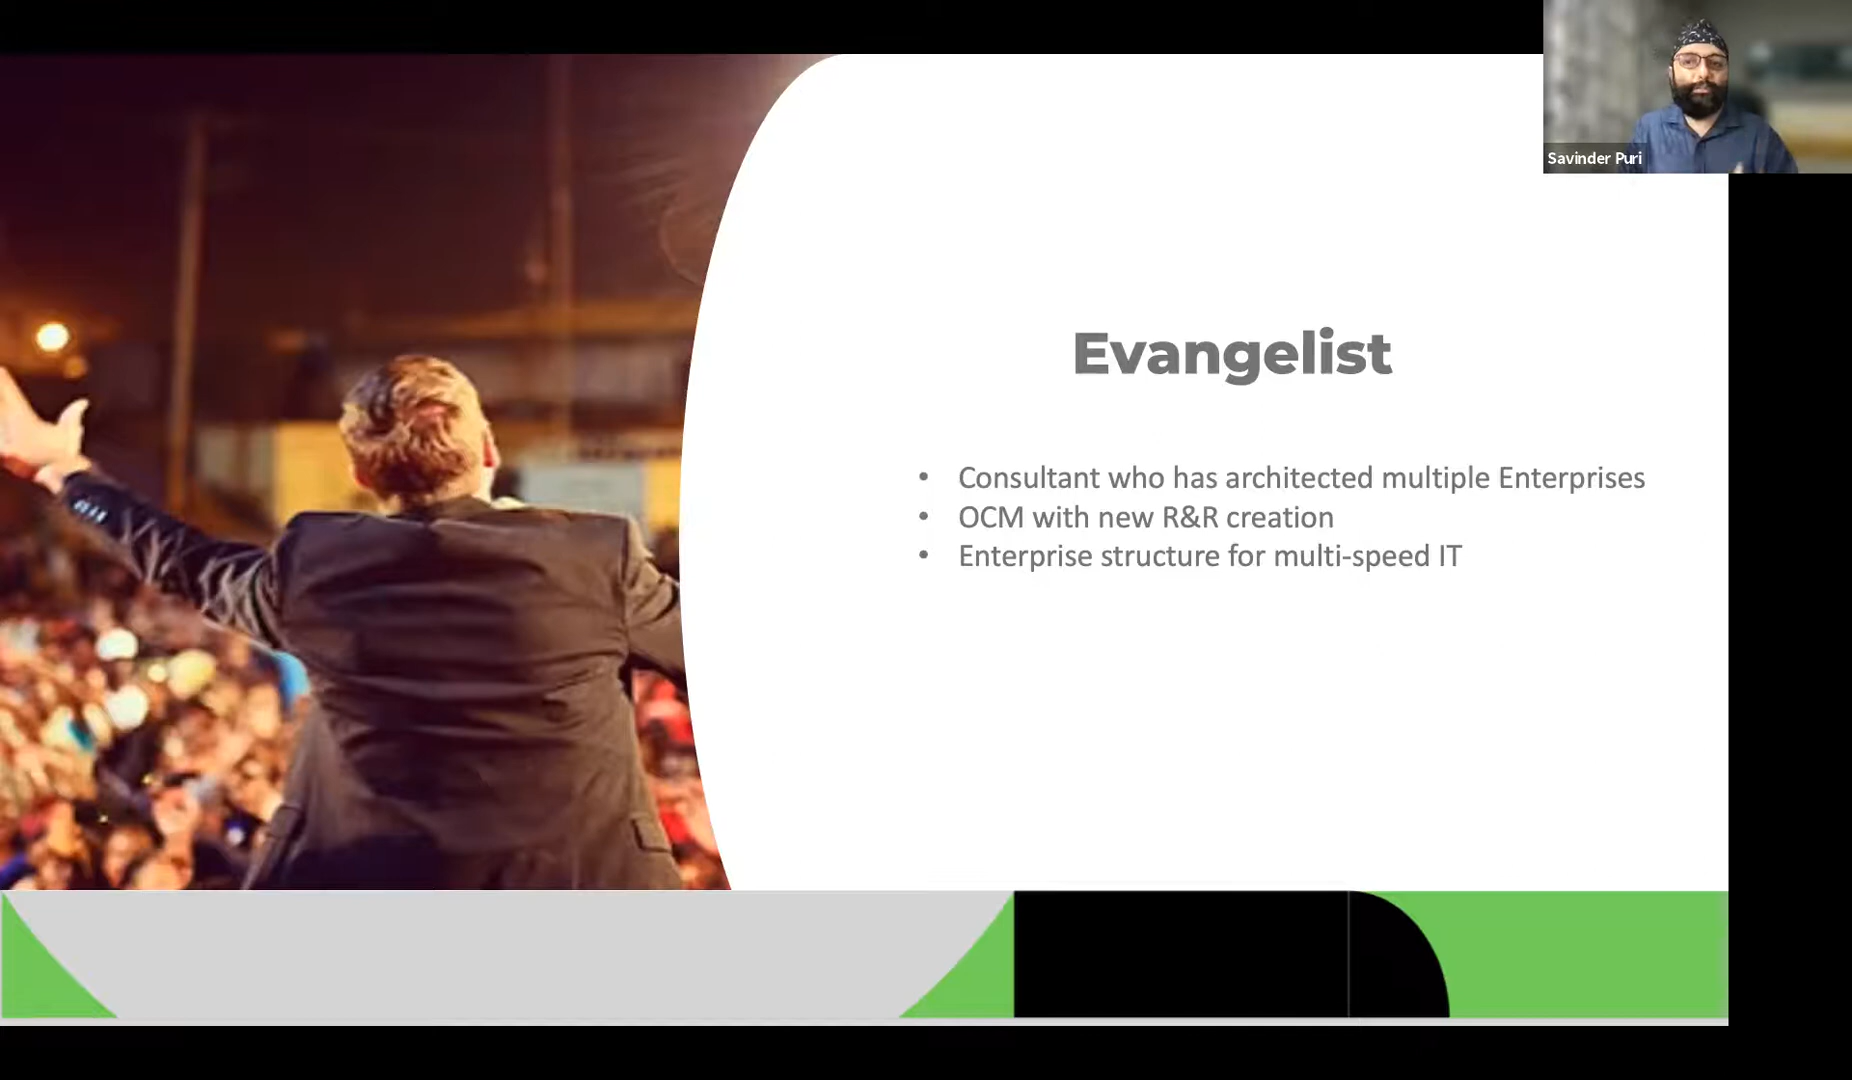 Savinder Puri
Evangelist
• Consultant who has architected multiple Enterprises
• OCM with new R&R creation
• Enterprise structure for multi-speed IT